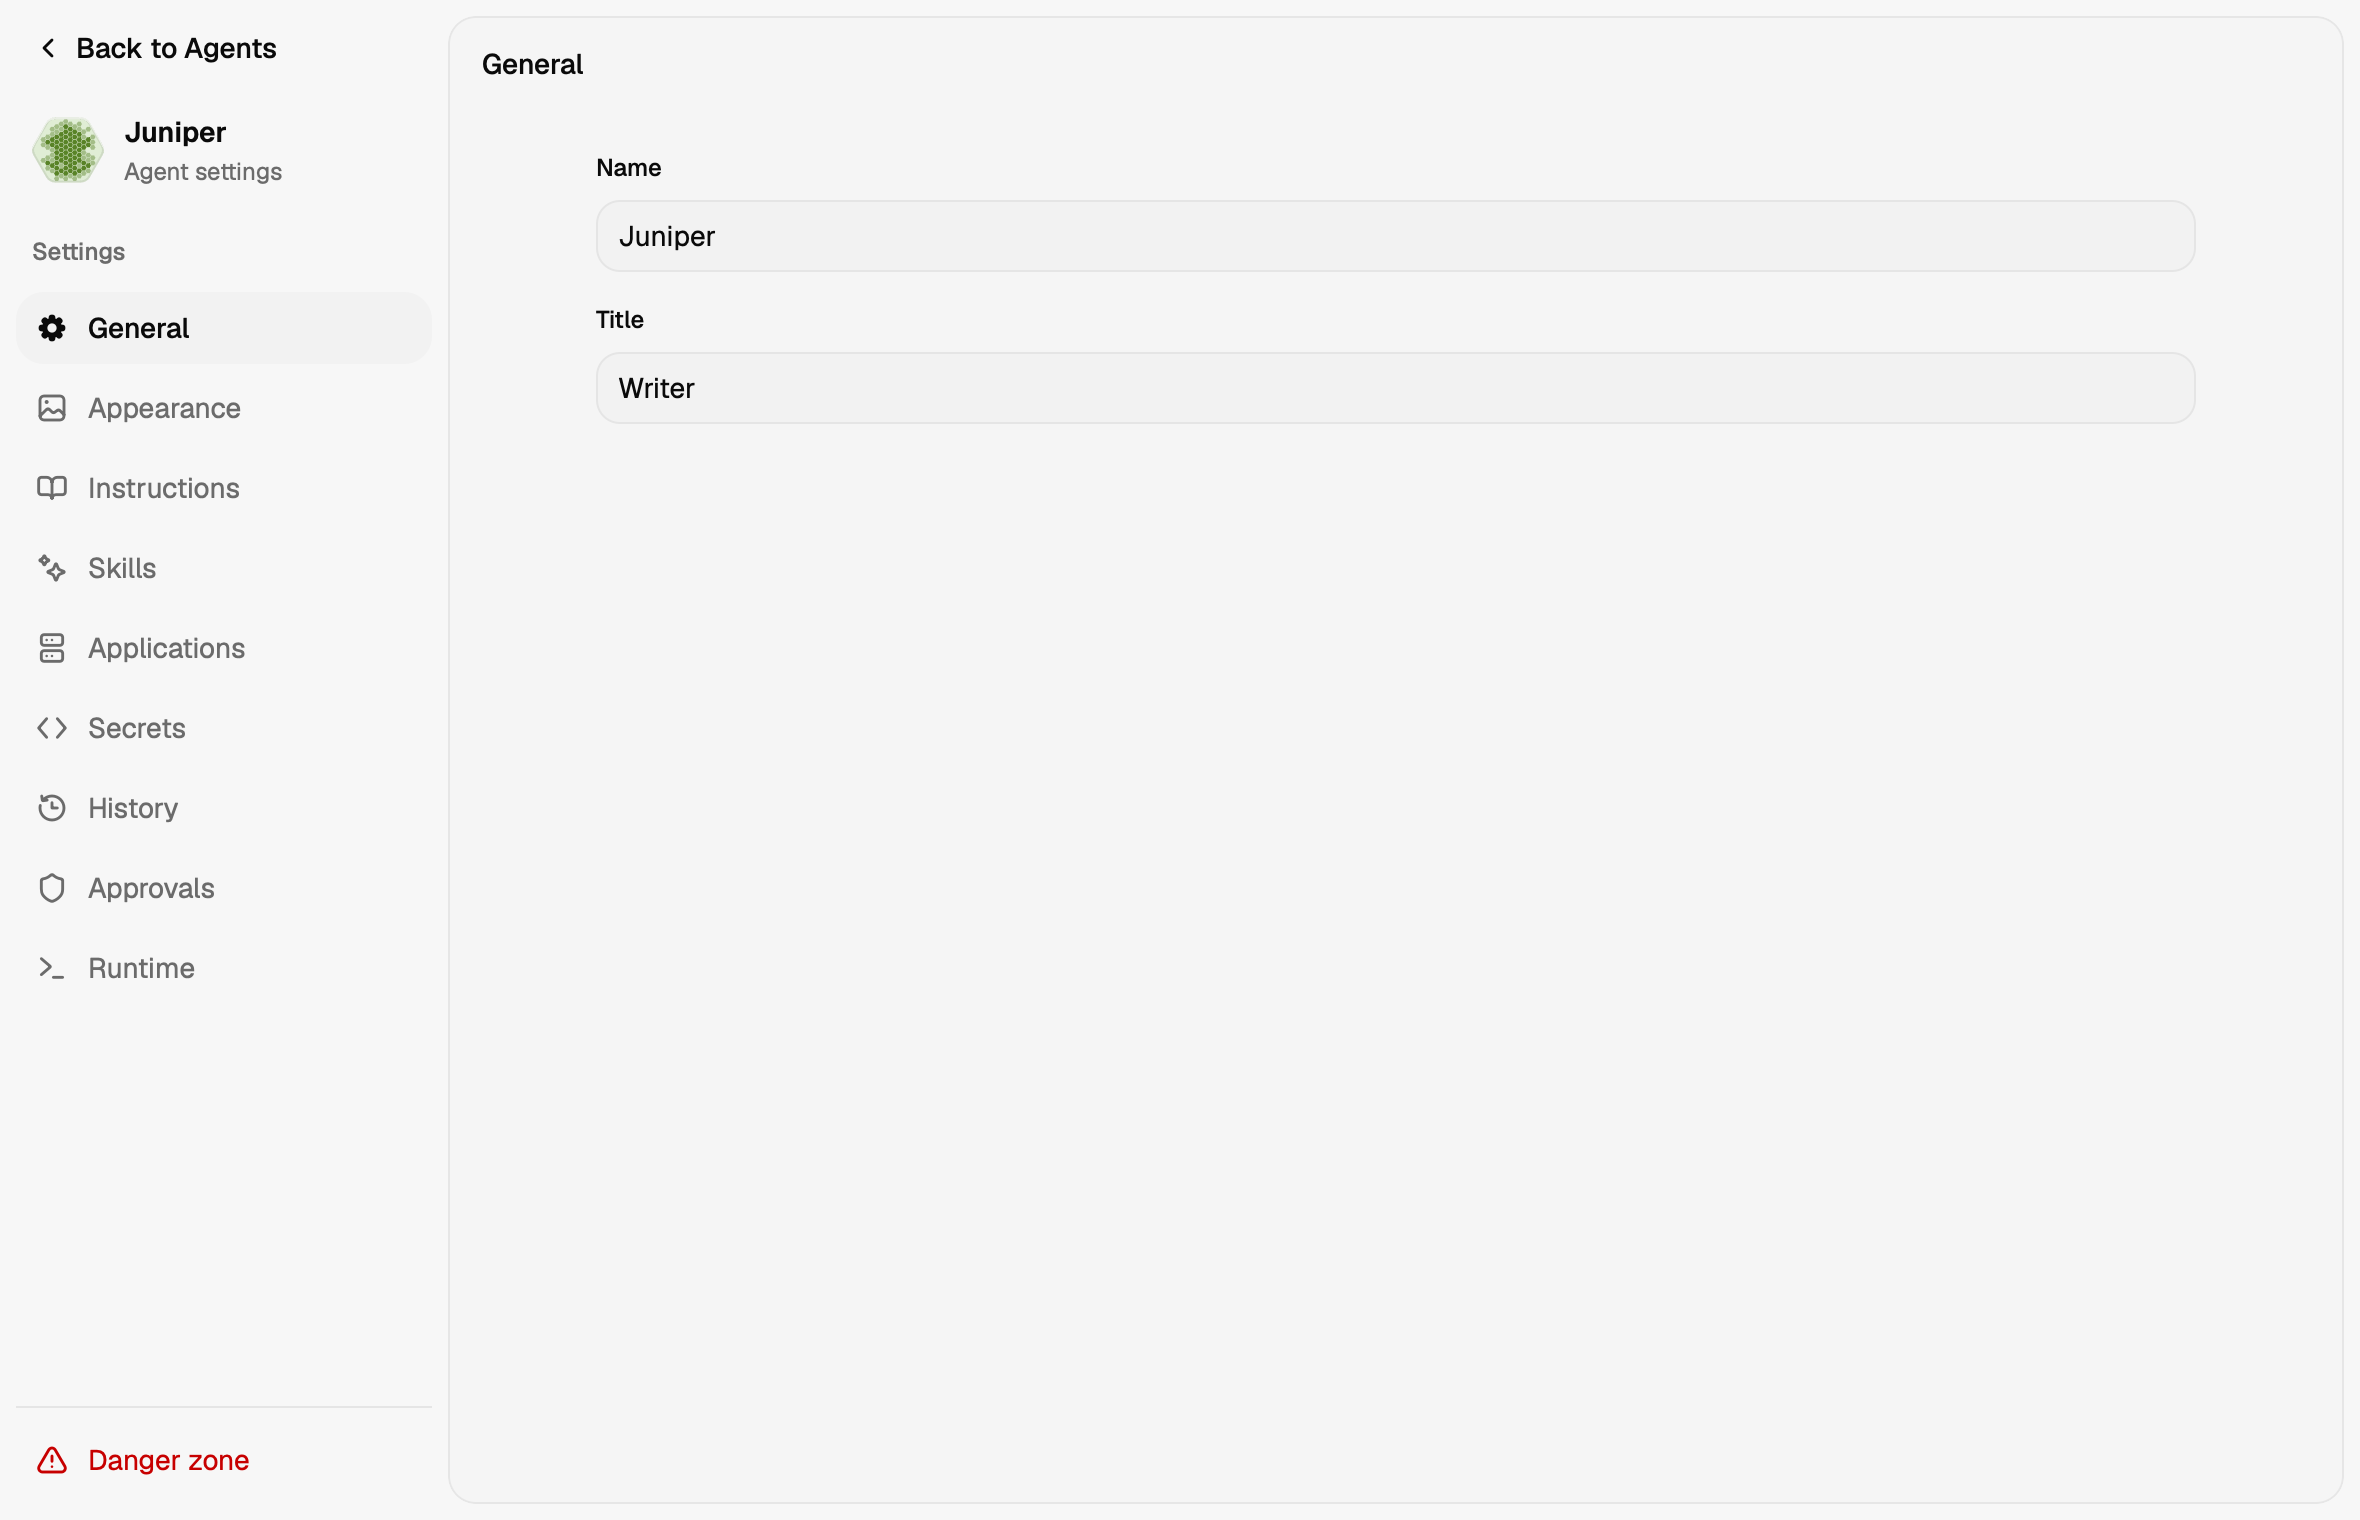 Back to Agents
Juniper
Agent settings
Settings
General
Appearance
Instructions
Skills
Applications
Secrets
History
Approvals
Runtime
Danger zone
General
Name
Juniper
Title
Writer